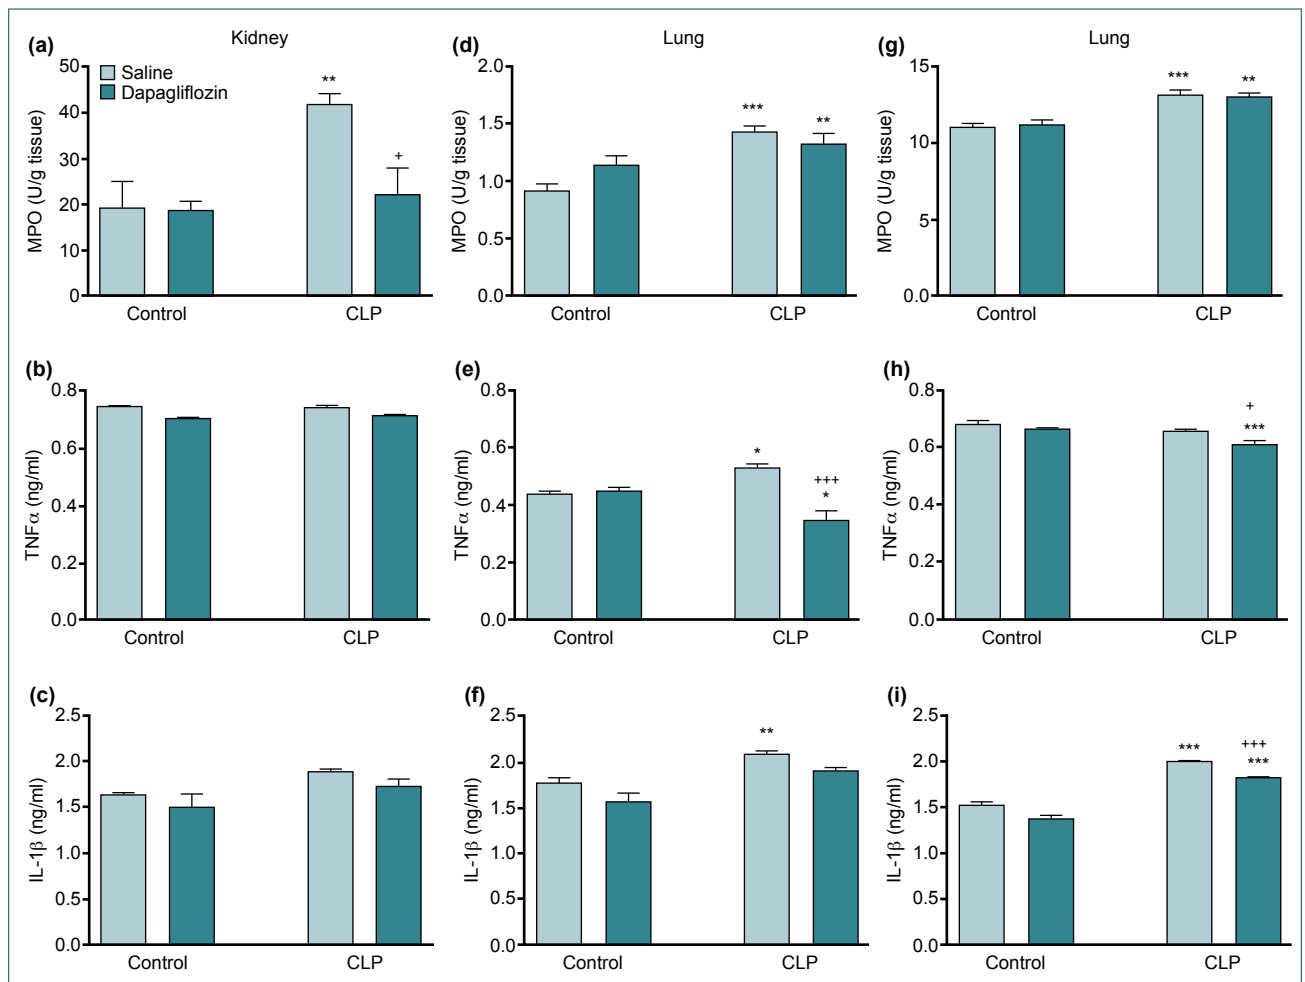 (a)
Kidney
MPO (U/g tissue)
50
40
30
20
10
0
Saline
Dapagliflozin
**
+
Control
CLP
(d)
Lung
MPO (U/g tissue)
2.0
1.5
1.0
0.5
0.0
***
**
Control
CLP
(g)
Lung
MPO (U/g tissue)
15
10
5
0.0
***
**
Control
CLP
(b)
TNFα (ng/ml)
0.8
0.6
0.4
0.2
0.0
Control
CLP
(e)
TNFα (ng/ml)
0.8
0.6
0.4
0.2
0.0
*
+++
*
Control
CLP
(h)
TNFα (ng/ml)
0.8
0.6
0.4
0.2
0.0
+
***
Control
CLP
(c)
IL-1β (ng/ml)
2.5
2.0
1.5
1.0
0.5
0.0
Control
CLP
(f)
IL-1β (ng/ml)
2.5
2.0
1.5
1.0
0.5
0.0
**
Control
CLP
(i)
IL-1β (ng/ml)
2.5
2.0
1.5
1.0
0.5
0.0
***
+++
***
Control
CLP